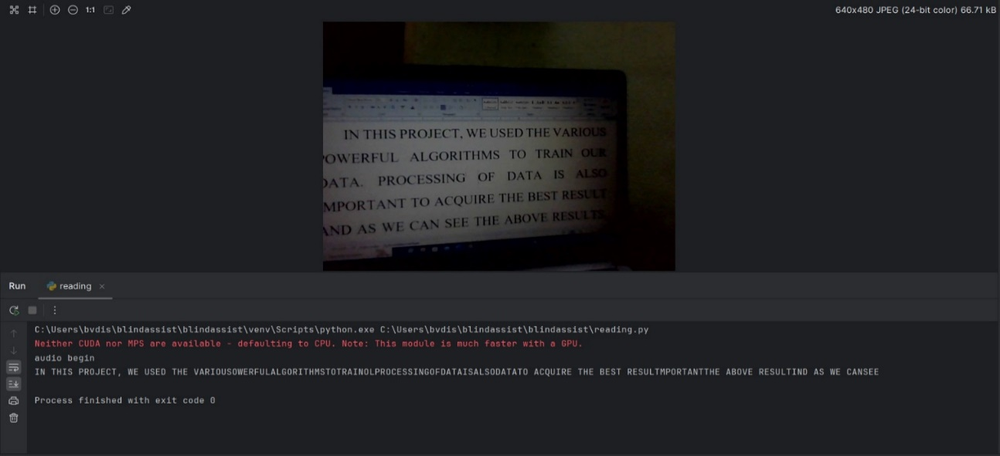 1:1
640x480 JPEG (24-bit color) 66.71 kB
IN THIS PROJECT, WE USED THE VARIOUS
OWERFUL ALGORITHMS TO TRAIN OUR
DATA. PROCESSING OF DATA IS ALSO
MPORTANT TO ACQUIRE THE BEST RESULT
AND AS WE CAN SEE THE ABOVE RESULTS,
Run
reading
C:\Users\bvdis\blindassist\venv\Scripts\python.exe C:\Users\bvdis\blindassist\blindassist\reading.py
Neither CUDA nor MPS are available - defaulting to CPU. Note: This module is much faster with a GPU.
audio begin
IN THIS PROJECT, WE USED THE VARIOUSOWERFULALGORITHMSTOTRAINOLPROCESSINGOFDATAISALSODATATO ACQUIRE THE BEST RESULTMPORTANTTHE ABOVE RESULTIND AS WE CANSEE
Process finished with exit code 0